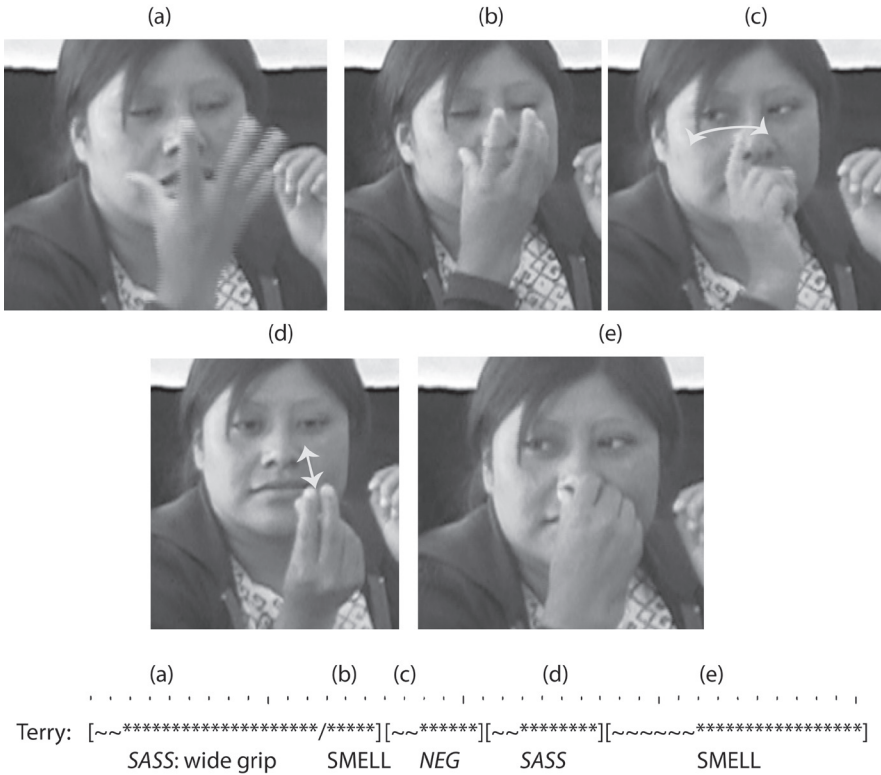 (a)
(b)
(c)
(d)
(e)
(a) (b) (c) (d) (e)
Terry: [~~********************/*****][~~******][~~********][~~~~~~*****************]
SASS: wide grip SMELL NEG SASS SMELL